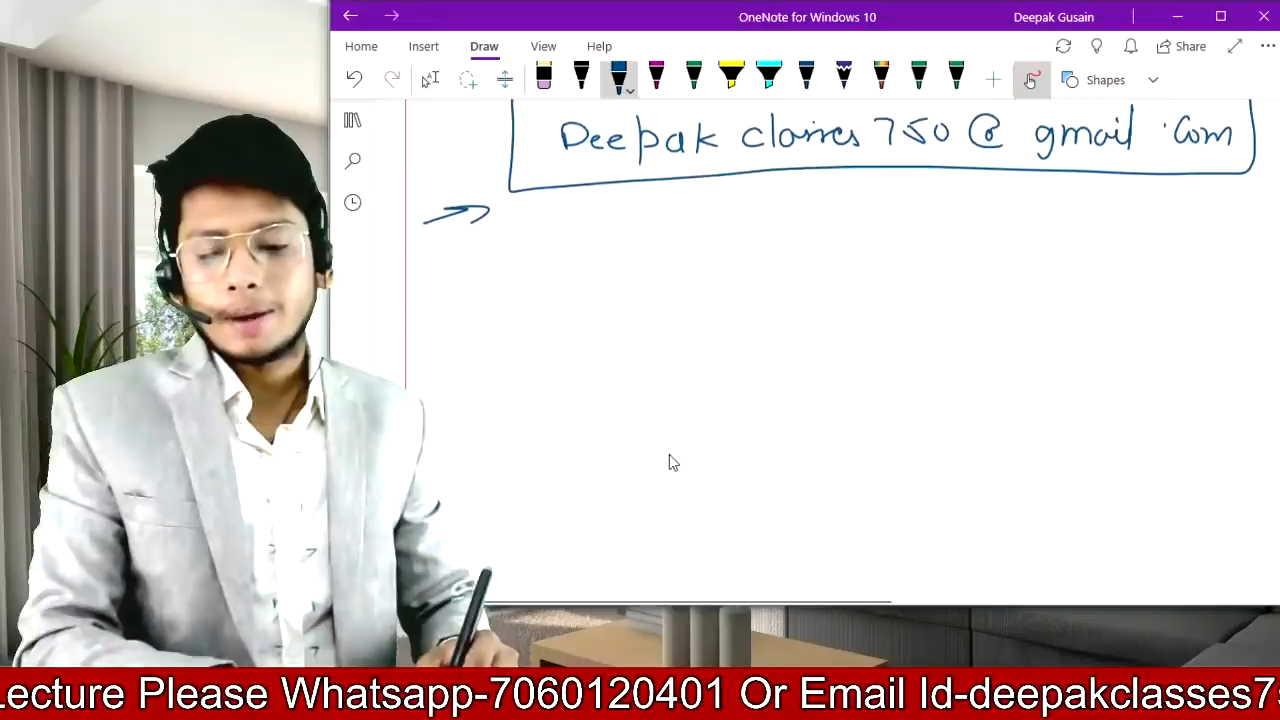 OneNote for Windows 10
Deepak Gusain
Home Insert Draw View Help
Share
Shapes
Deepak classes 750 @ gmail .com
Lecture Please Whatsapp-7060120401 Or Email Id-deepakclasses7